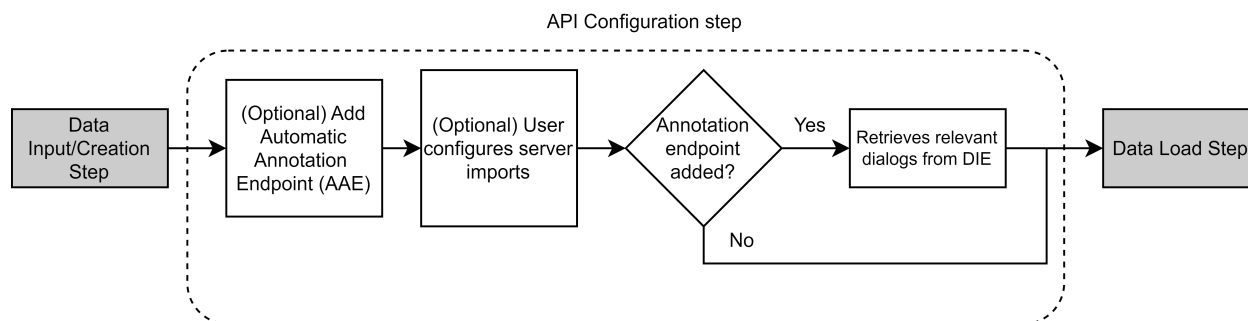 API Configuration step
Data
Input/Creation
Step
(Optional) Add
Automatic
Annotation
Endpoint (AAE)
(Optional) User
configures server
imports
Annotation
endpoint
added?
Yes
Retrieves relevant
dialogs from DIE
Data Load Step
No